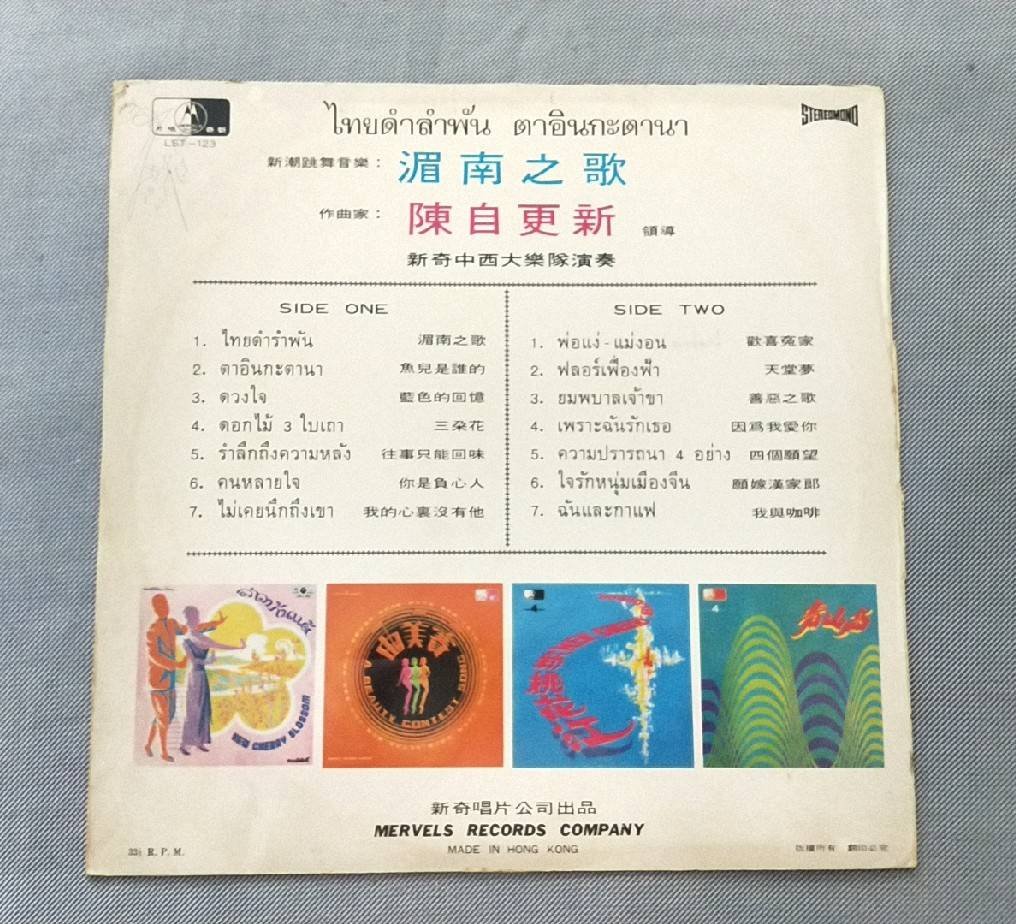 ไทยดำลำพัน ตาอินกะตานา
STEREOMONO
LST-123
新潮跳舞音樂： 湄南之歌
作曲家： 陳自更新 領導
新奇中西大樂隊演奏
SIDE ONE
1. ไทยดำรำพัน 湄南之歌
2. ตาอินกะตานา 魚兒是誰的
3. ดวงใจ 藍色的回憶
4. ดอกไม้ 3 ใบเถา 三朶花
5. รำลึกถึงความหลัง 往事只能回味
6. คนหลายใจ 你是負心人
7. ไม่เคยนึกถึงเขา 我的心裏沒有他
SIDE TWO
1. พ่อแง่ - แม่งอน 歡喜寃家
2. ฟลอร์เฟื่องฟ้า 天堂夢
3. ยมพบาลเจ้าขา 善惡之歌
4. เพราะฉันรักเธอ 因爲我愛你
5. ความปรารถนา 4 อย่าง 四個願望
6. ใจรักหนุ่มเมืองจีน 願嫁漢家郎
7. ฉันและกาแฟ 我與咖啡
NEW CHERRY BLOSSOM
A BEAUTY CONTEST SONG
4
4
新奇唱片公司出品
MERVELS RECORDS COMPANY
MADE IN HONG KONG
33⅓ R. P. M.
版權所有 翻印必究